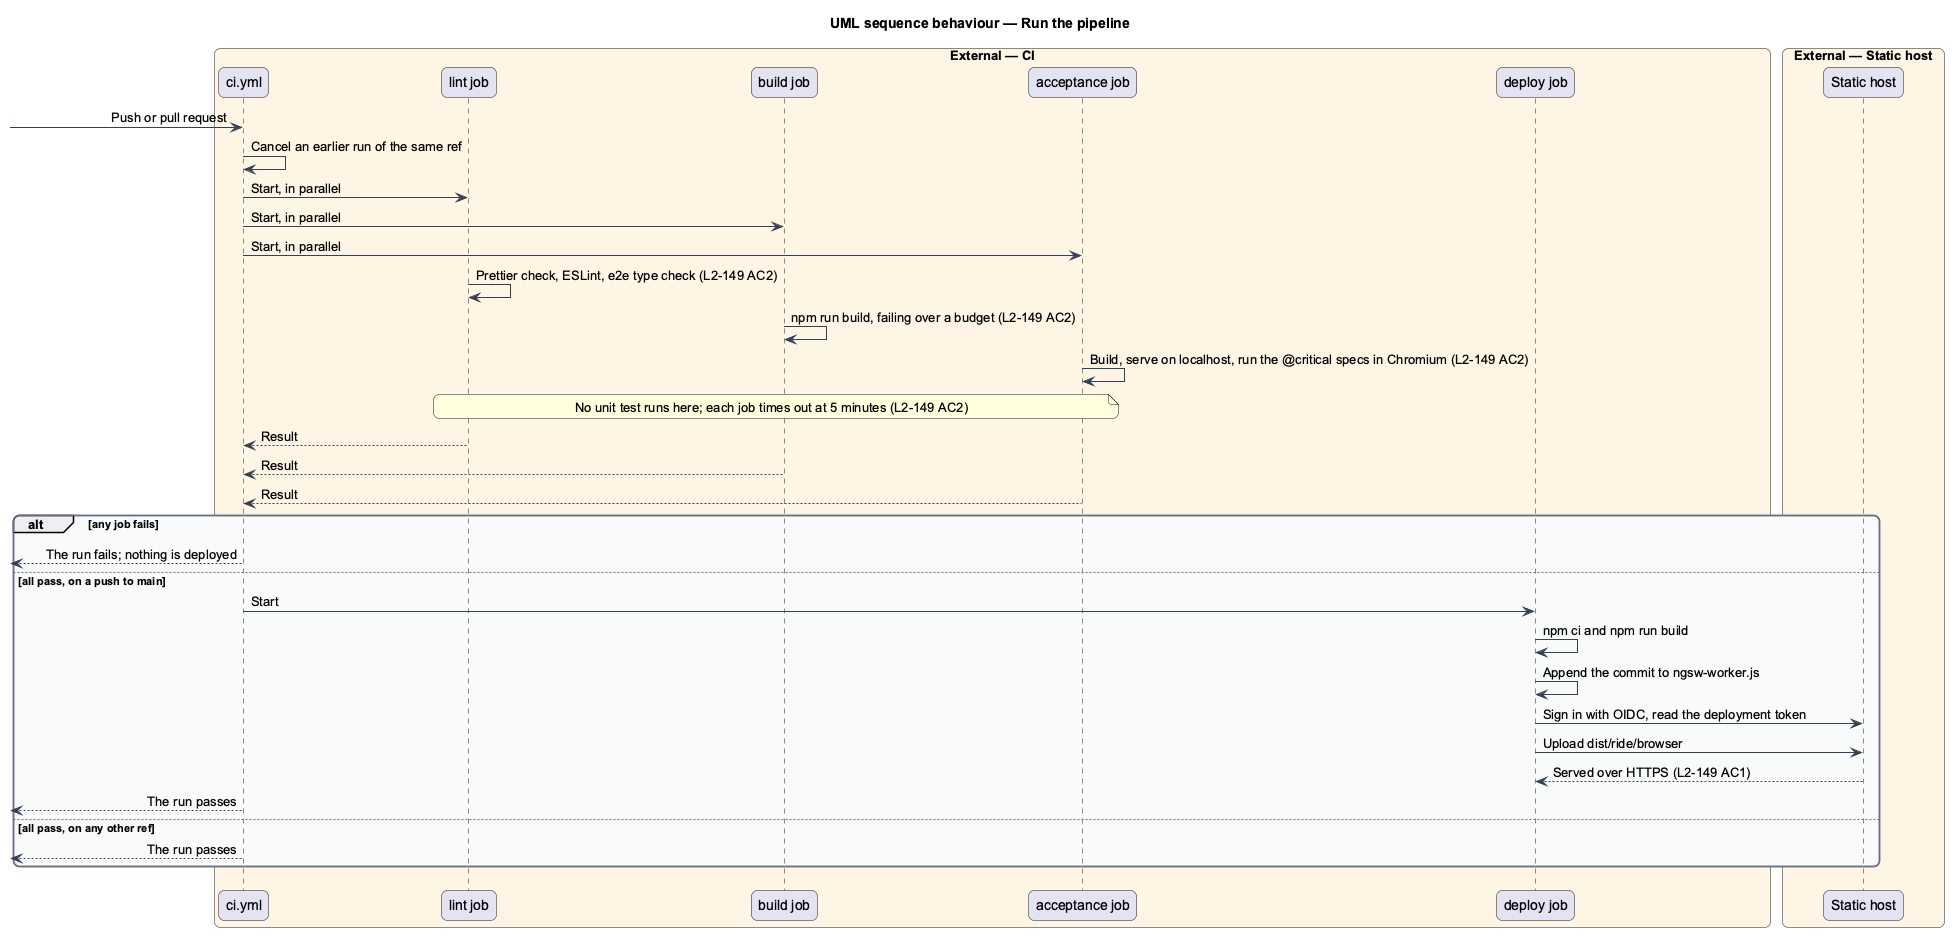 UML sequence behaviour — Run the pipeline
External — CI
External — Static host
ci.yml
lint job
build job
acceptance job
deploy job
Static host
Push or pull request
Cancel an earlier run of the same ref
Start, in parallel
Start, in parallel
Start, in parallel
Prettier check, ESLint, e2e type check (L2-149 AC2)
npm run build, failing over a budget (L2-149 AC2)
Build, serve on localhost, run the @critical specs in Chromium (L2-149 AC2)
No unit test runs here; each job times out at 5 minutes (L2-149 AC2)
Result
Result
Result
alt
[any job fails]
The run fails; nothing is deployed
[all pass, on a push to main]
Start
npm ci and npm run build
Append the commit to ngsw-worker.js
Sign in with OIDC, read the deployment token
Upload dist/ride/browser
Served over HTTPS (L2-149 AC1)
The run passes
[all pass, on any other ref]
The run passes
ci.yml
lint job
build job
acceptance job
deploy job
Static host